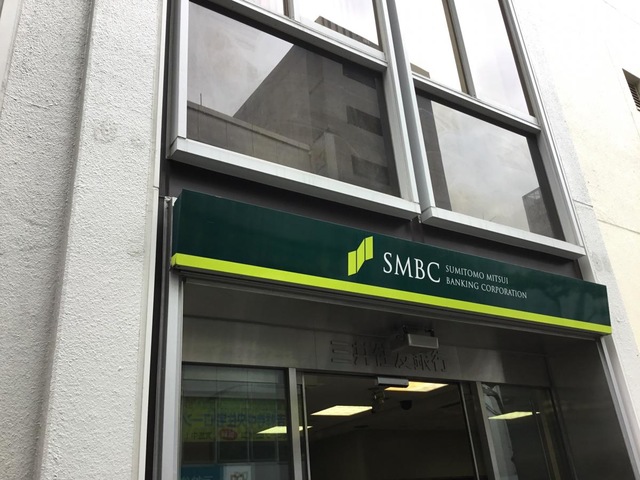 SMBC
SUMITOMO MITSUI
BANKING CORPORATION
三井住友銀行